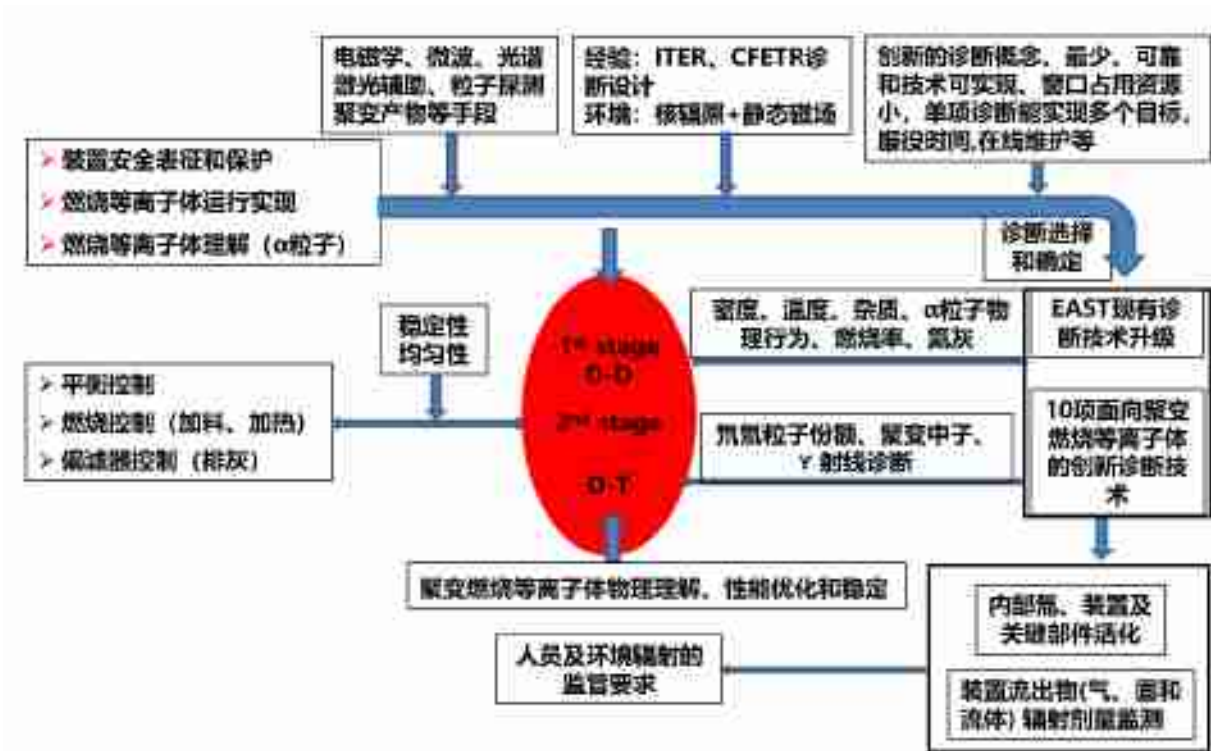 电磁学、微波、光谱
激光辅助、粒子探测
聚变产物等手段
经验：ITER、CFETR诊
断设计
环境：核辐照+静态磁场
创新的诊断概念、最少、可靠
和技术可实现、窗口占用资源
小，单项诊断能实现多个目标，
服役时间,在线维护等
➢ 装置安全表征和保护
➢ 燃烧等离子体运行实现
➢ 燃烧等离子体理解（α粒子）
诊断选择
和确定
稳定性
均匀性
➢ 平衡控制
➢ 燃烧控制（加料、加热）
➢ 偏滤器控制（排灰）
1st stage
D-D
2nd stage
D-T
密度、温度、杂质、α粒子物
理行为、燃烧率、氦灰
氘氚粒子份额、聚变中子、
γ 射线诊断
EAST现有诊
断技术升级
10项面向聚变
燃烧等离子体
的创新诊断技
术
聚变燃烧等离子体物理理解、性能优化和稳定
人员及环境辐射的
监管要求
内部氚、装置及
关键部件活化
装置流出物(气、固和
流体) 辐射剂量监测